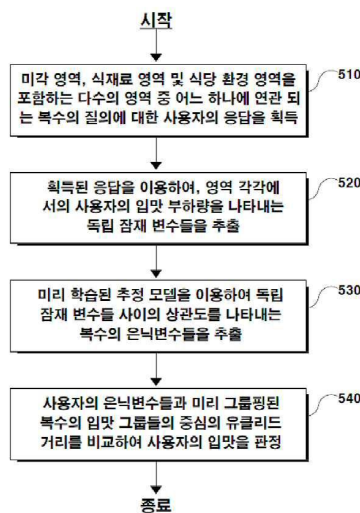 시작
미각 영역, 식재료 영역 및 식당 환경 영역을
포함하는 다수의 영역 중 어느 하나에 연관 되
는 복수의 질의에 대한 사용자의 응답을 획득
510
획득된 응답을 이용하여, 영역 각각에
서의 사용자의 입맛 부하량을 나타내는
독립 잠재 변수들을 추출
520
미리 학습된 추정 모델을 이용하여 독립
잠재 변수들 사이의 상관도를 나타내는
복수의 은닉변수들을 추출
530
사용자의 은닉변수들과 미리 그룹핑된
복수의 입맛 그룹들의 중심의 유클리드
거리를 비교하여 사용자의 입맛을 판정
540
종료